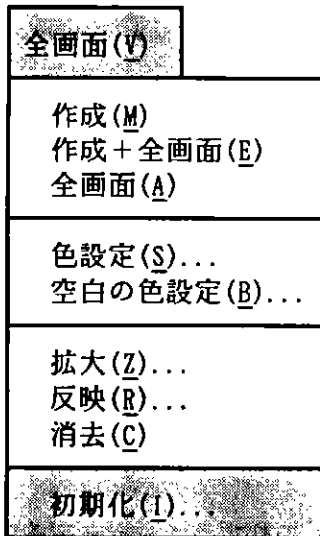 全画面(V)
作成(M)
作成+全画面(E)
全画面(A)
色設定(S)...
空白の色設定(B)...
拡大(Z)...
反映(R)...
消去(C)
初期化(I)...